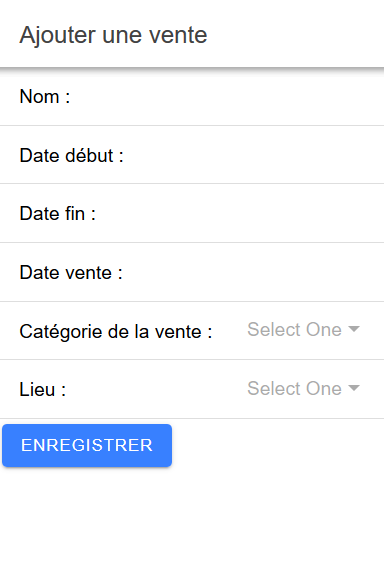 Ajouter une vente
Nom :
Date début :
Date fin :
Date vente :
Catégorie de la vente : Select One
Lieu : Select One
ENREGISTRER